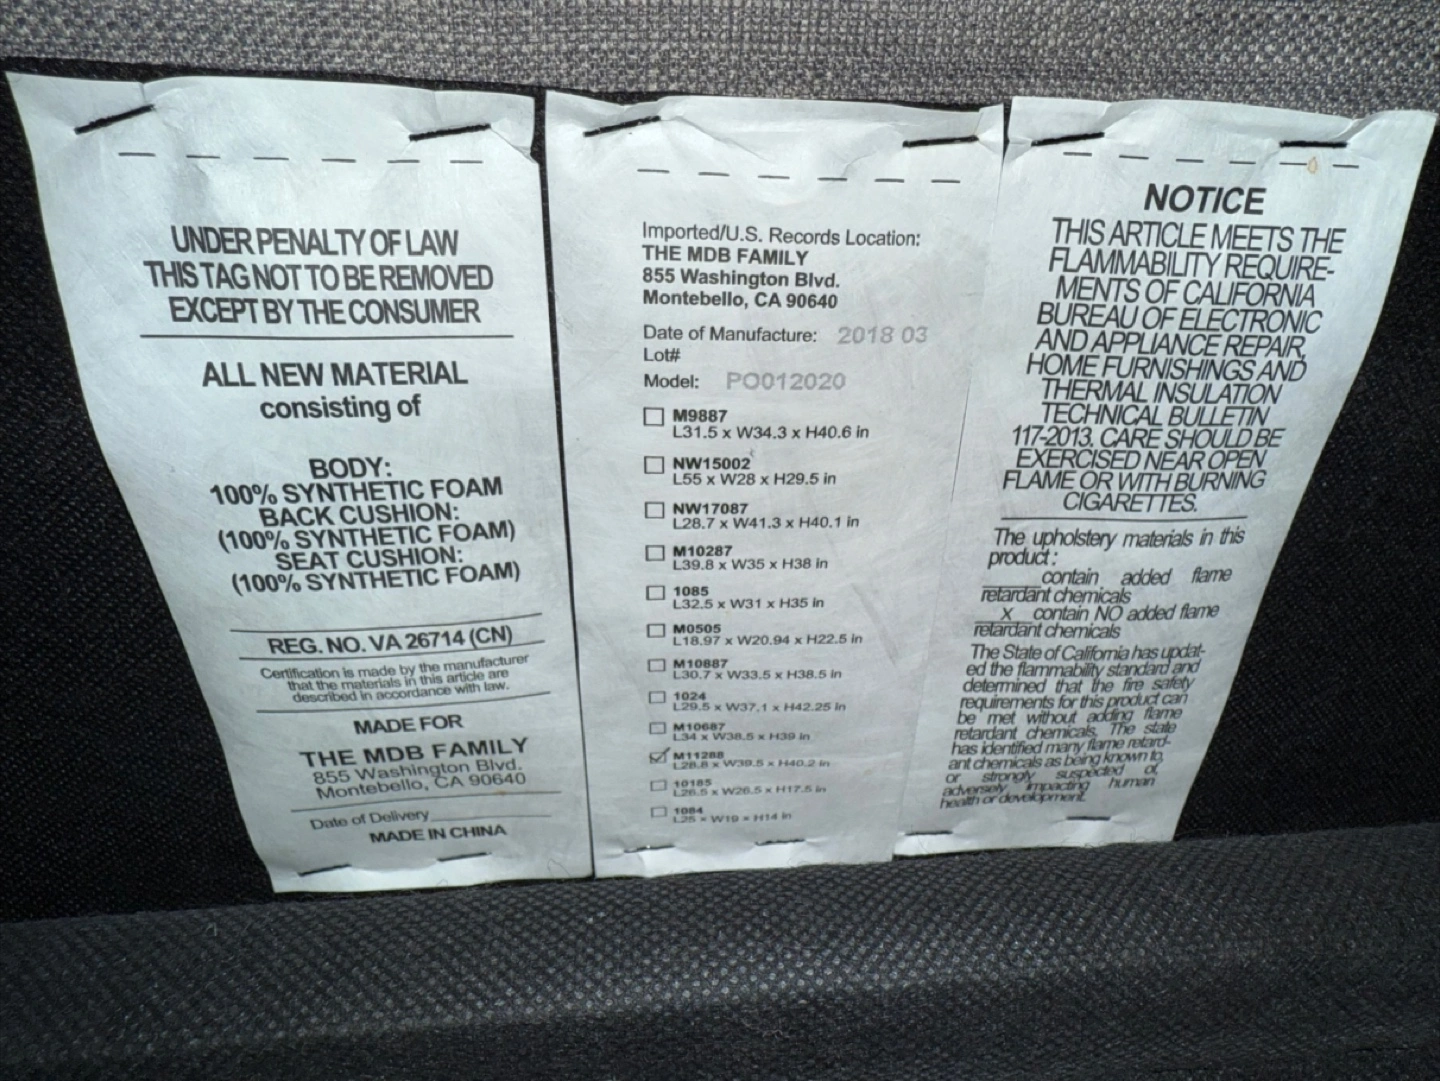 UNDER PENALTY OF LAW
THIS TAG NOT TO BE REMOVED
EXCEPT BY THE CONSUMER
ALL NEW MATERIAL
consisting of
BODY:
100% SYNTHETIC FOAM
BACK CUSHION:
(100% SYNTHETIC FOAM)
SEAT CUSHION:
(100% SYNTHETIC FOAM)
REG. NO. VA 26714 (CN)
Certification is made by the manufacturer
that the materials in this article are
described in accordance with law.
MADE FOR
THE MDB FAMILY
855 Washington Blvd.
Montebello, CA 90640
Date of Delivery
MADE IN CHINA
Imported/U.S. Records Location:
THE MDB FAMILY
855 Washington Blvd.
Montebello, CA 90640
Date of Manufacture: 2018 03
Lot#
Model: PO012020
M9887
L31.5 x W34.3 x H40.6 in
NW15002
L55 x W28 x H29.5 in
NW17087
L28.7 x W41.3 x H40.1 in
M10287
L39.8 x W35 x H38 in
1085
L32.5 x W31 x H35 in
M0505
L18.97 x W20.94 x H22.5 in
M10887
L30.7 x W33.5 x H38.5 in
1024
L29.5 x W37.1 x H42.25 in
M10687
L34 x W38.5 x H39 in
M11288
L28.8 x W39.5 x H40.2 in
10185
L26.5 x W26.5 x H17.5 in
1084
L25 x W19 x H14 in
NOTICE
THIS ARTICLE MEETS THE
FLAMMABILITY REQUIRE-
MENTS OF CALIFORNIA
BUREAU OF ELECTRONIC
AND APPLIANCE REPAIR,
HOME FURNISHINGS AND
THERMAL INSULATION
TECHNICAL BULLETIN
117-2013. CARE SHOULD BE
EXERCISED NEAR OPEN
FLAME OR WITH BURNING
CIGARETTES.
The upholstery materials in this
product:
contain added flame
retardant chemicals
X contain NO added flame
retardant chemicals
The State of California has updat-
ed the flammability standard and
determined that the fire safety
requirements for this product can
be met without adding flame
retardant chemicals. The state
has identified many flame retard-
ant chemicals as being known to,
or strongly suspected of,
adversely impacting human
health or development.